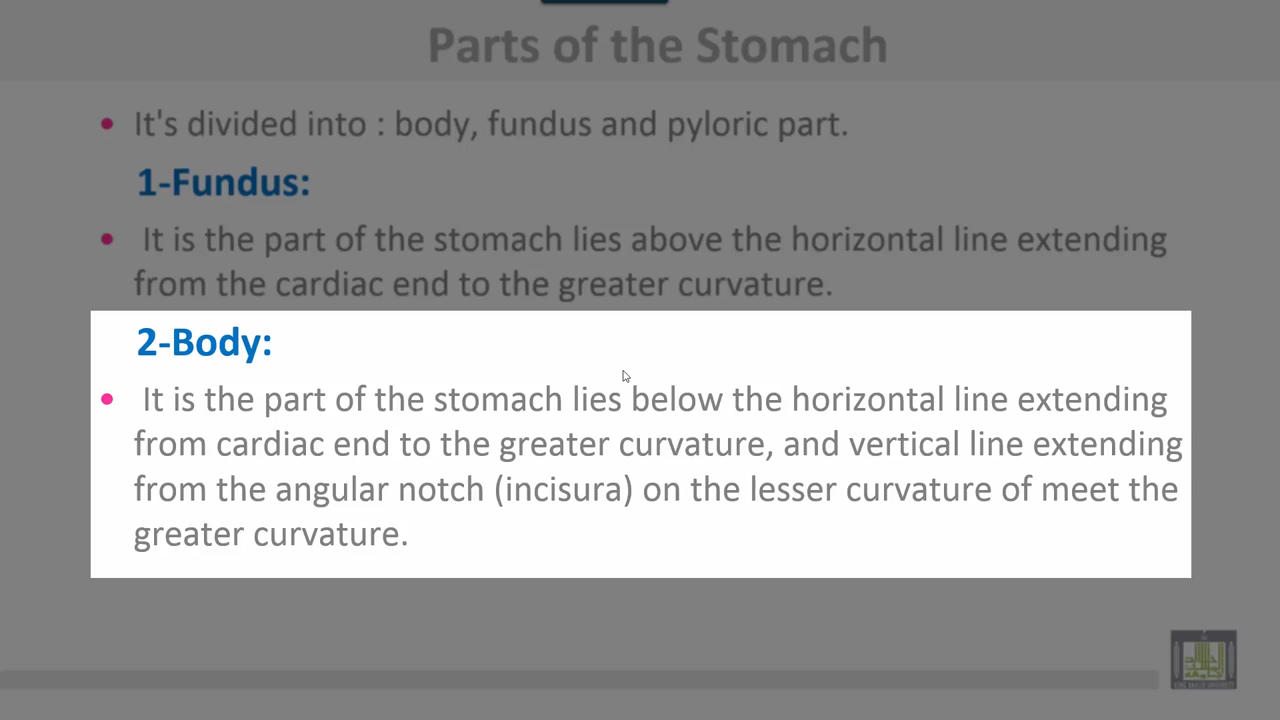 Parts of the Stomach
• It's divided into : body, fundus and pyloric part.
1-Fundus:
• It is the part of the stomach lies above the horizontal line extending
from the cardiac end to the greater curvature.
2-Body:
• It is the part of the stomach lies below the horizontal line extending
from cardiac end to the greater curvature, and vertical line extending
from the angular notch (incisura) on the lesser curvature of meet the
greater curvature.